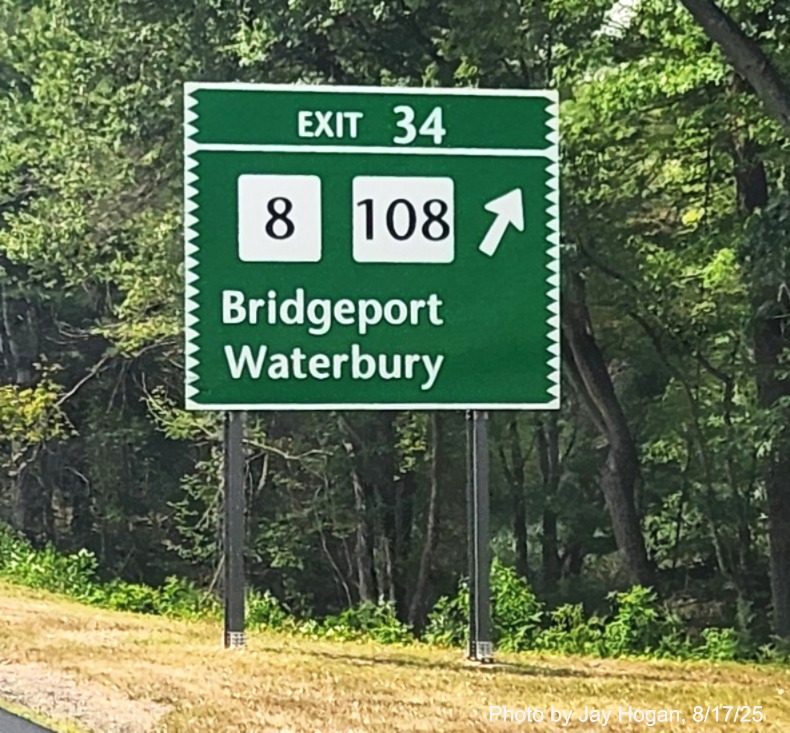 EXIT 34
8 108
Bridgeport
Waterbury
Photo by Jay Hogan, 8/17/25